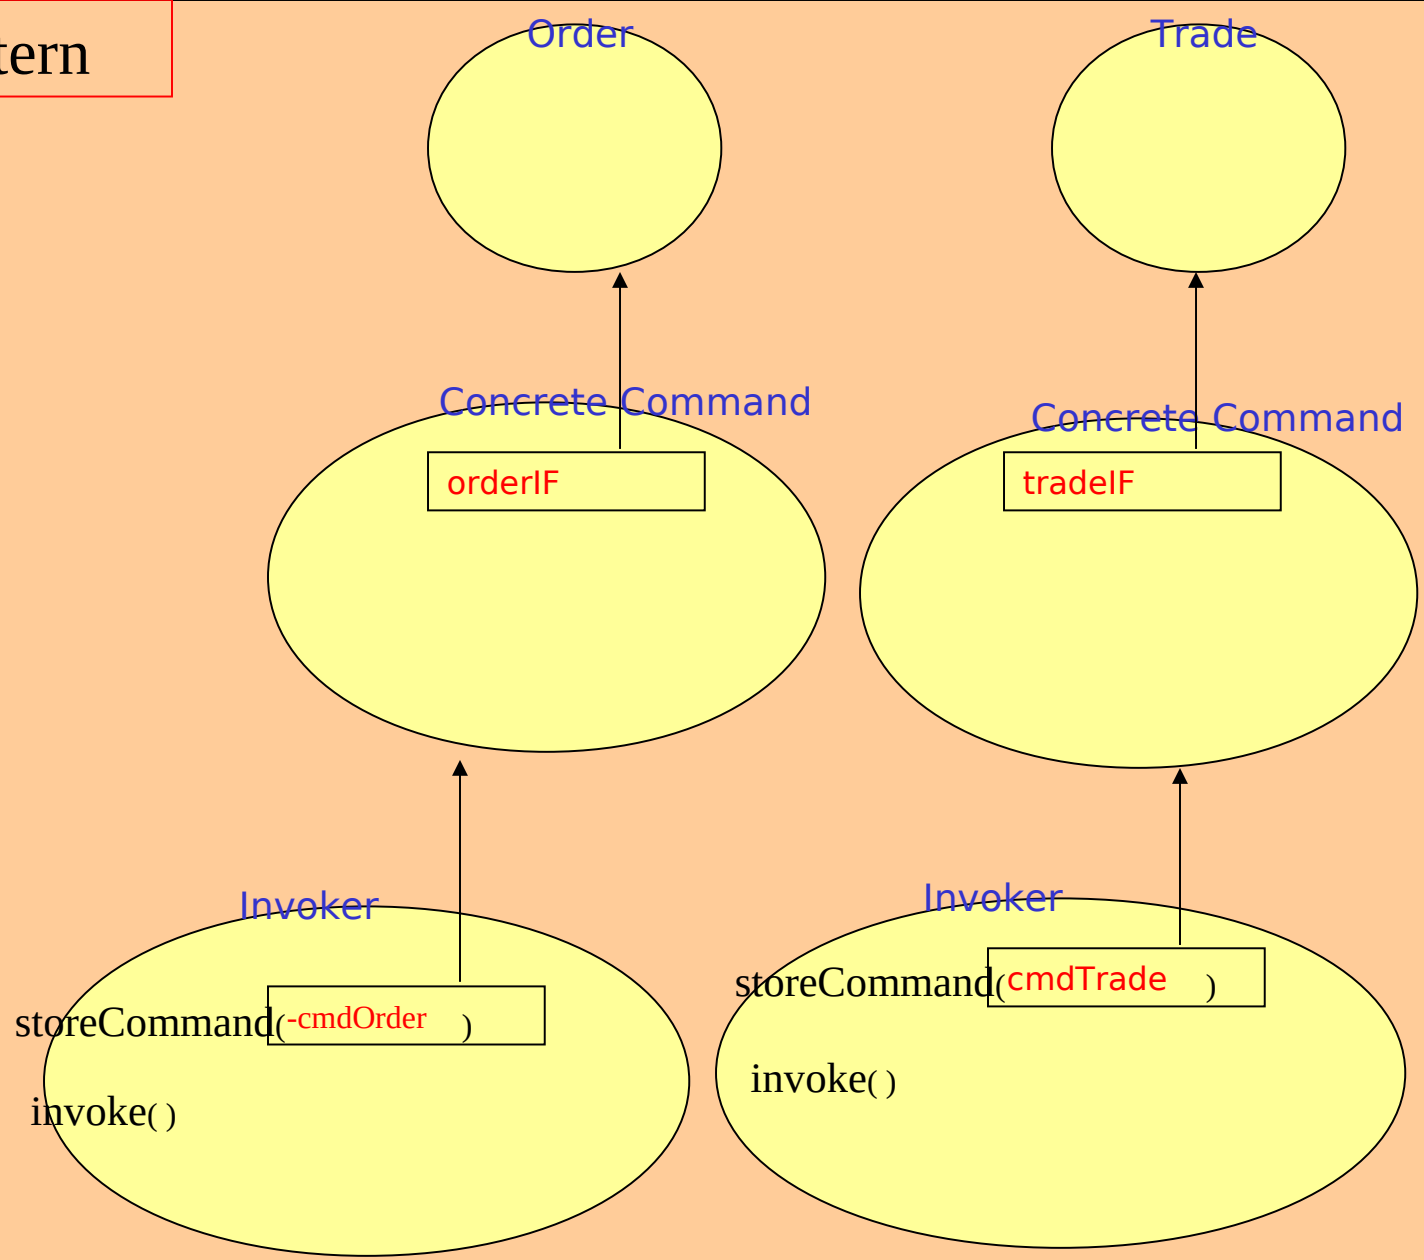 tern
Order
Trade
Concrete Command
Concrete Command
orderIF
tradeIF
Invoker
Invoker
storeCommand(-cmdOrder )
storeCommand(cmdTrade )
invoke( )
invoke( )